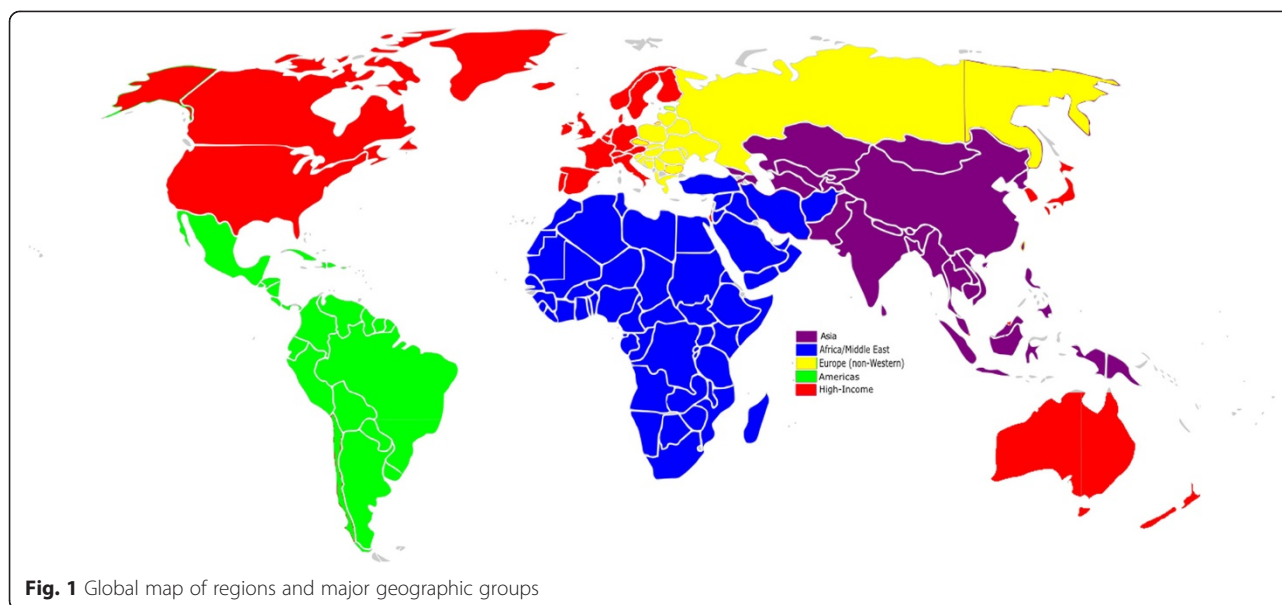 Asia
Africa/Middle East
Europe (non-Western)
Americas
High-Income
Fig. 1 Global map of regions and major geographic groups